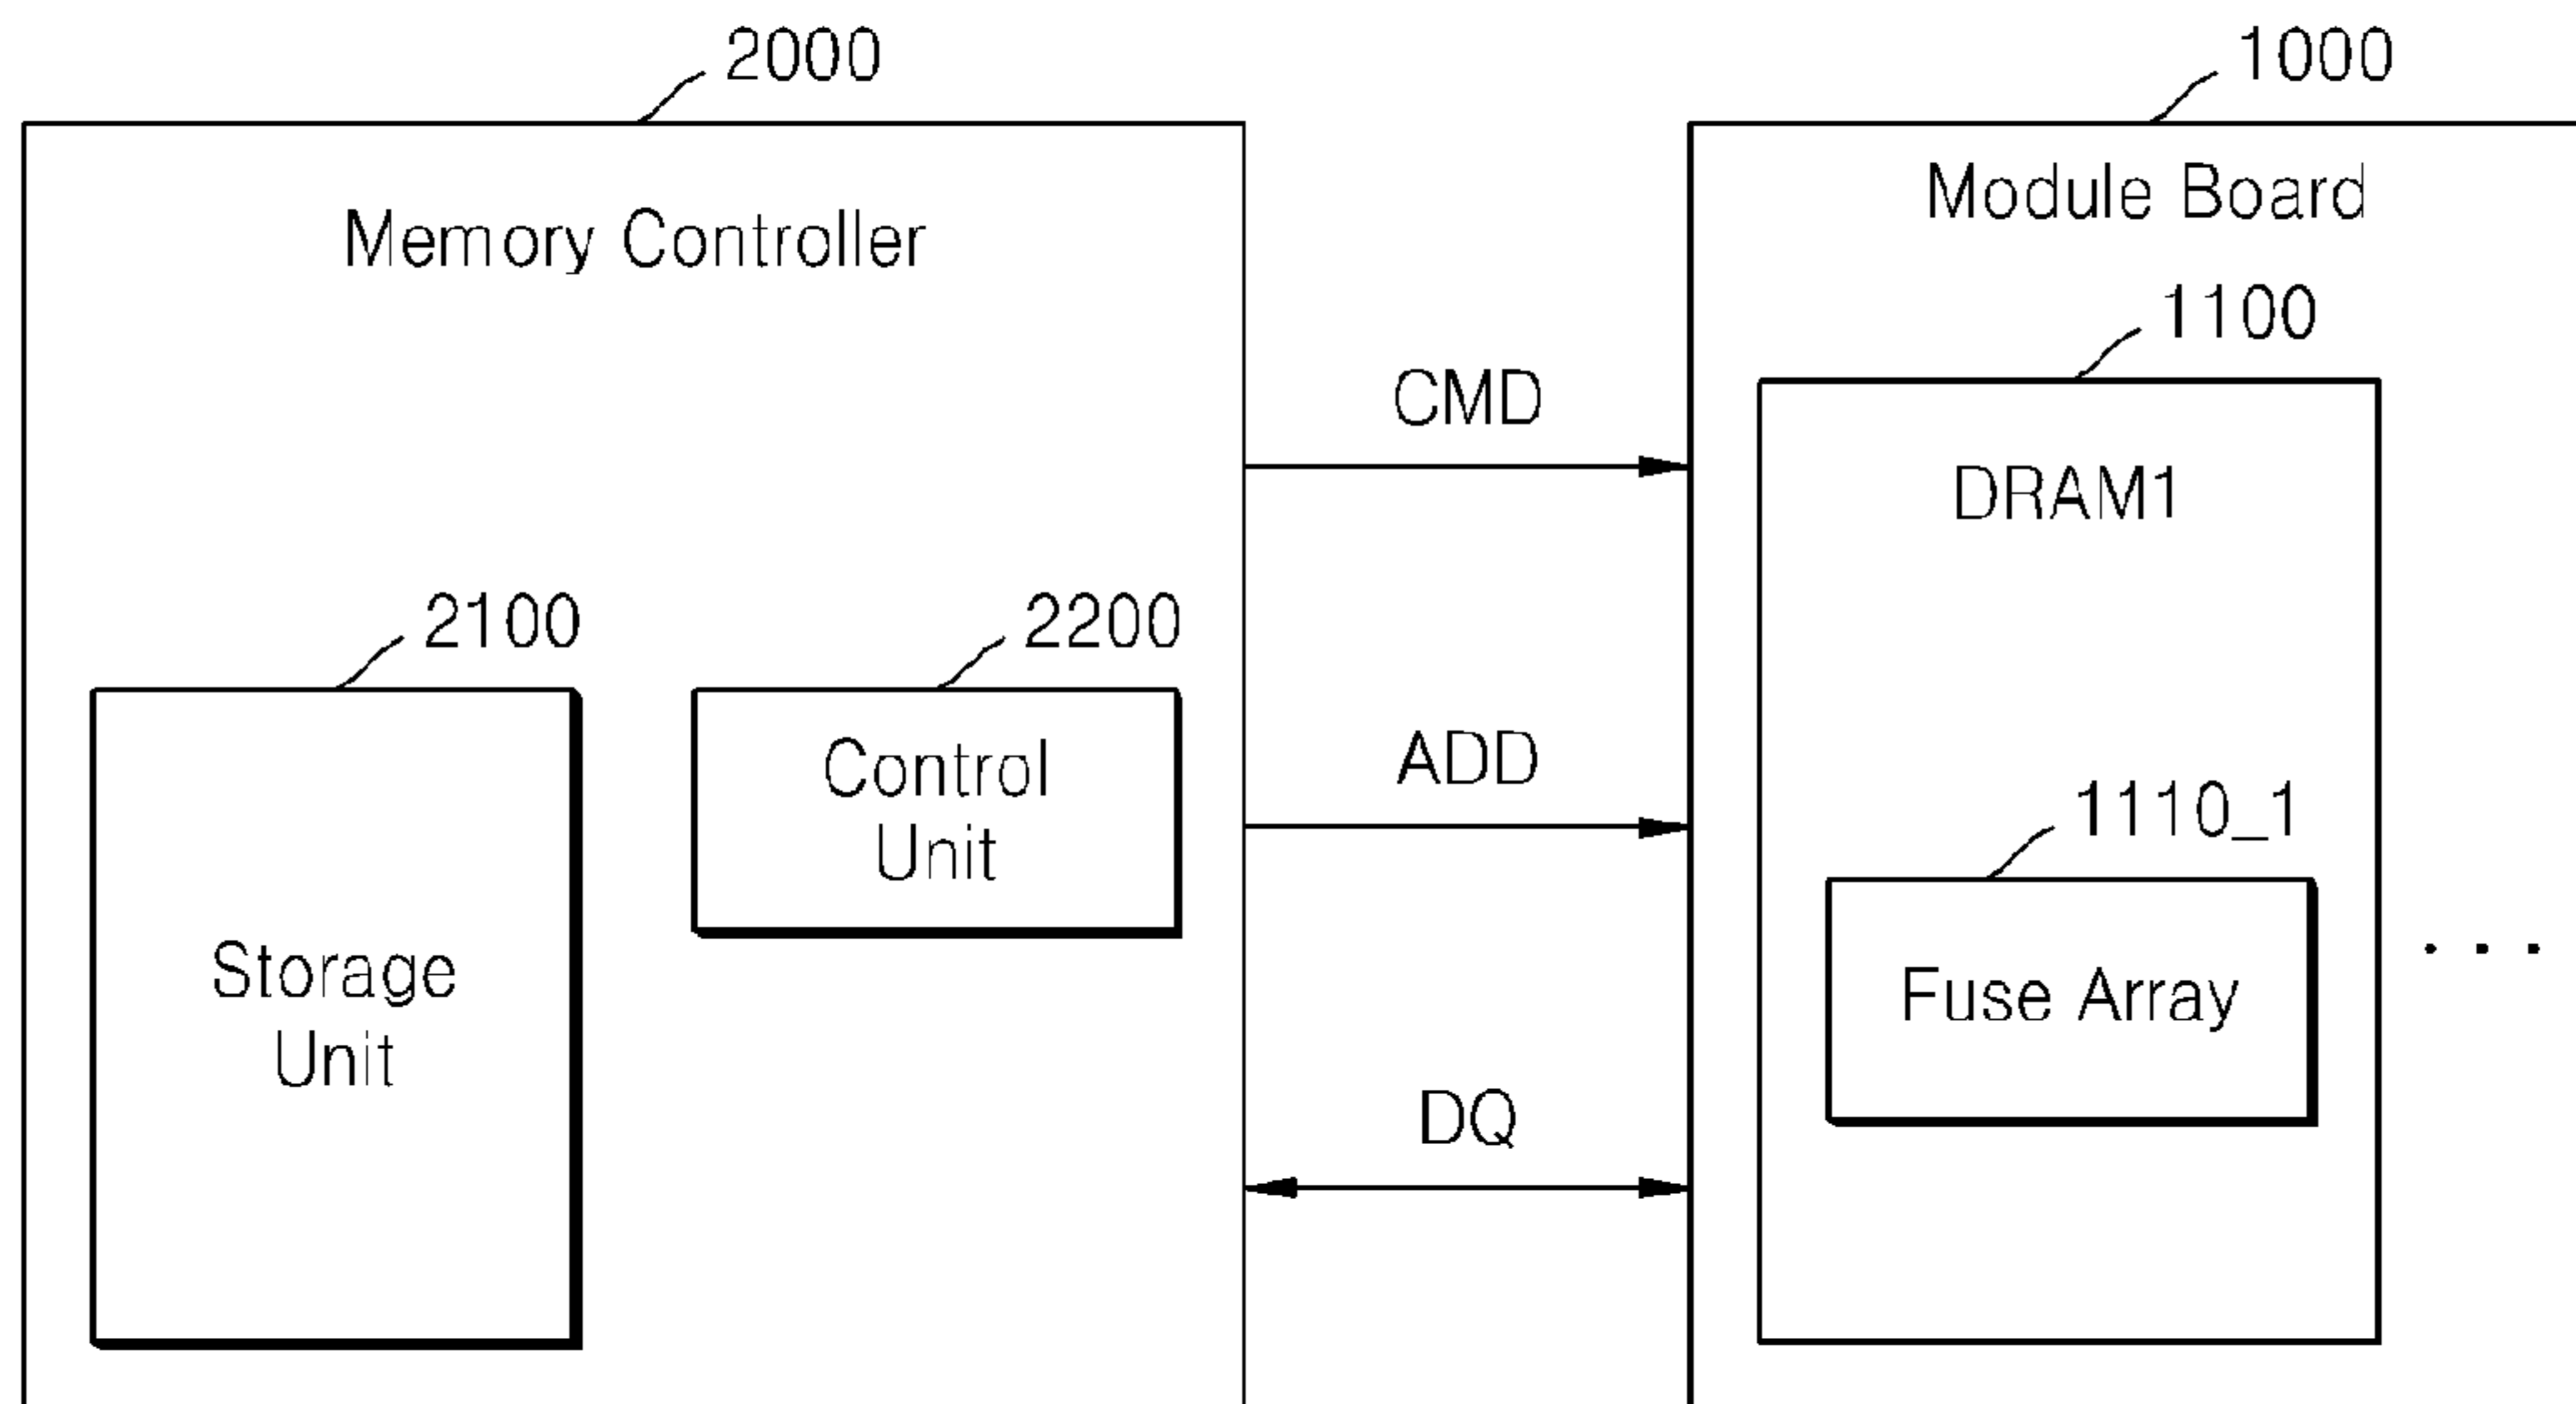 2000
1000
Memory Controller
Module Board
1100
CMD
DRAM1
2100
2200
Control
Unit
ADD
1110_1
Storage
Unit
Fuse Array
. . .
DQ